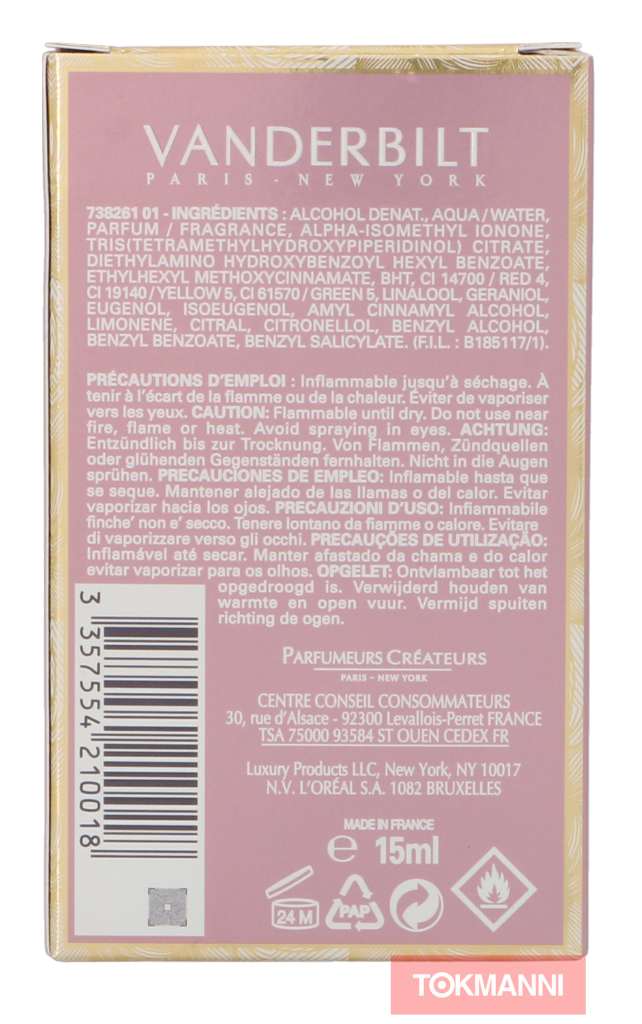 VANDERBILT
PARIS - NEW YORK
738261 01 - INGRÉDIENTS : ALCOHOL DENAT., AQUA / WATER,
PARFUM / FRAGRANCE, ALPHA-ISOMETHYL IONONE,
TRIS(TETRAMETHYLHYDROXYPIPERIDINOL) CITRATE,
DIETHYLAMINO HYDROXYBENZOYL HEXYL BENZOATE,
ETHYLHEXYL METHOXYCINNAMATE, BHT, CI 14700 / RED 4,
CI 19140 / YELLOW 5, CI 61570 / GREEN 5, LINALOOL, GERANIOL,
EUGENOL, ISOEUGENOL, AMYL CINNAMYL ALCOHOL,
LIMONENE, CITRAL, CITRONELLOL, BENZYL ALCOHOL,
BENZYL BENZOATE, BENZYL SALICYLATE. (F.I.L. : B185117/1).
PRÉCAUTIONS D'EMPLOI : Inflammable jusqu'à séchage. À
tenir à l'écart de la flamme ou de la chaleur. Éviter de vaporiser
vers les yeux. CAUTION: Flammable until dry. Do not use near
fire, flame or heat. Avoid spraying in eyes. ACHTUNG:
Entzündlich bis zur Trocknung. Von Flammen, Zündquellen
oder glühenden Gegenständen fernhalten. Nicht in die Augen
sprühen. PRECAUCIONES DE EMPLEO: Inflamable hasta que
se seque. Mantener alejado de las llamas o del calor. Evitar
vaporizar hacia los ojos. PRECAUZIONI D'USO: Infiammabile
finche' non e' secco. Tenere lontano da fiamme o calore. Evitare
di vaporizzare verso gli occhi. PRECAUÇÕES DE UTILIZAÇÃO:
Inflamável até secar. Manter afastado da chama e do calor
evitar vaporizar para os olhos. OPGELET: Ontvlambaar tot het
opgedroogd is. Verwijderd houden van
warmte en open vuur. Vermijd spuiten
richting de ogen.
3 357554 210018
PARFUMEURS CRÉATEURS
PARIS – NEW YORK
CENTRE CONSEIL CONSOMMATEURS
30, rue d'Alsace - 92300 Levallois-Perret FRANCE
TSA 75000 93584 ST OUEN CEDEX FR
Luxury Products LLC, New York, NY 10017
N.V. L'ORÉAL S.A. 1082 BRUXELLES
MADE IN FRANCE
℮ 15ml
24 M
PAP
TOKMANNI